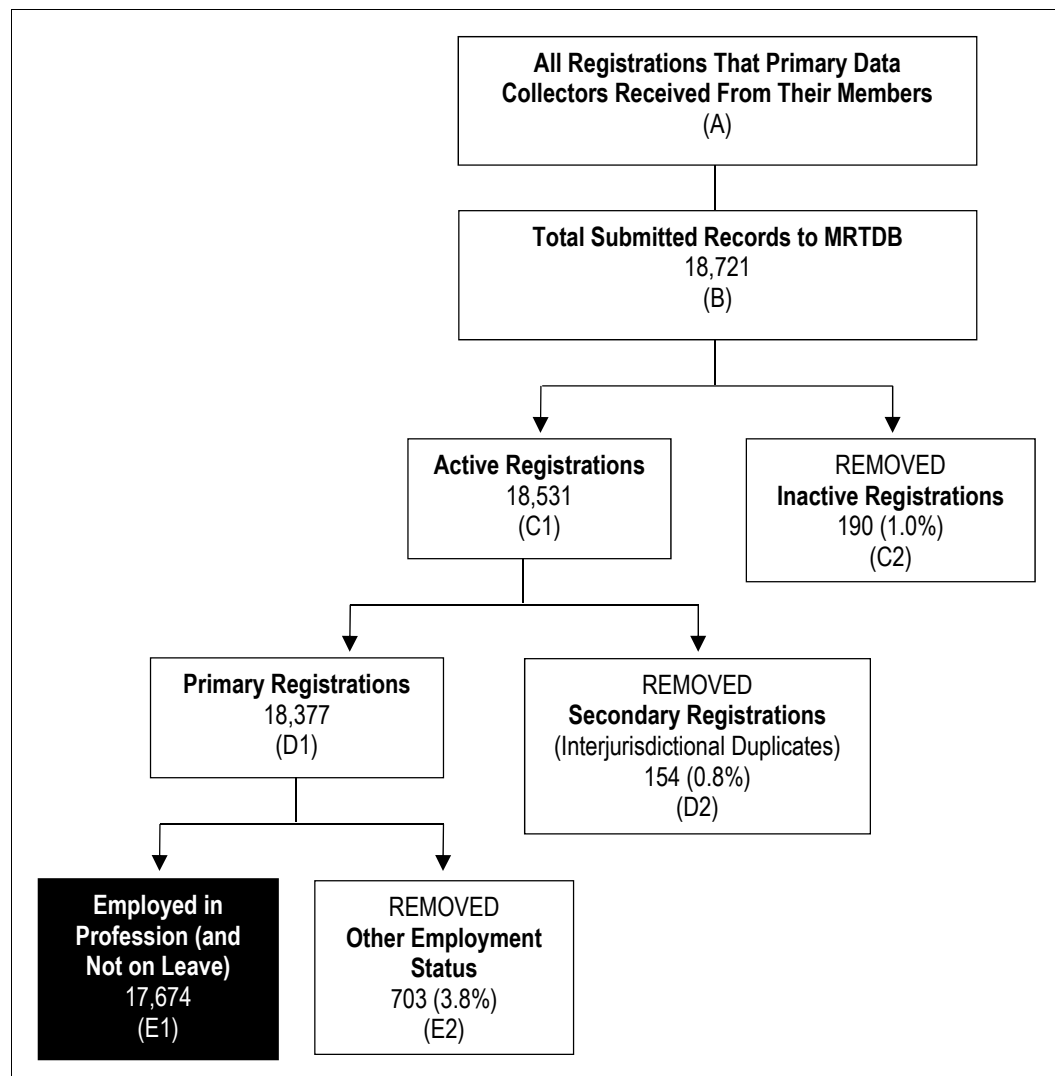 All Registrations That Primary Data
Collectors Received From Their Members
(A)
Total Submitted Records to MRTDB
18,721
(B)
Active Registrations
18,531
(C1)
REMOVED
Inactive Registrations
190 (1.0%)
(C2)
Primary Registrations
18,377
(D1)
REMOVED
Secondary Registrations
(Interjurisdictional Duplicates)
154 (0.8%)
(D2)
Employed in
Profession (and
Not on Leave)
17,674
(E1)
REMOVED
Other Employment
Status
703 (3.8%)
(E2)